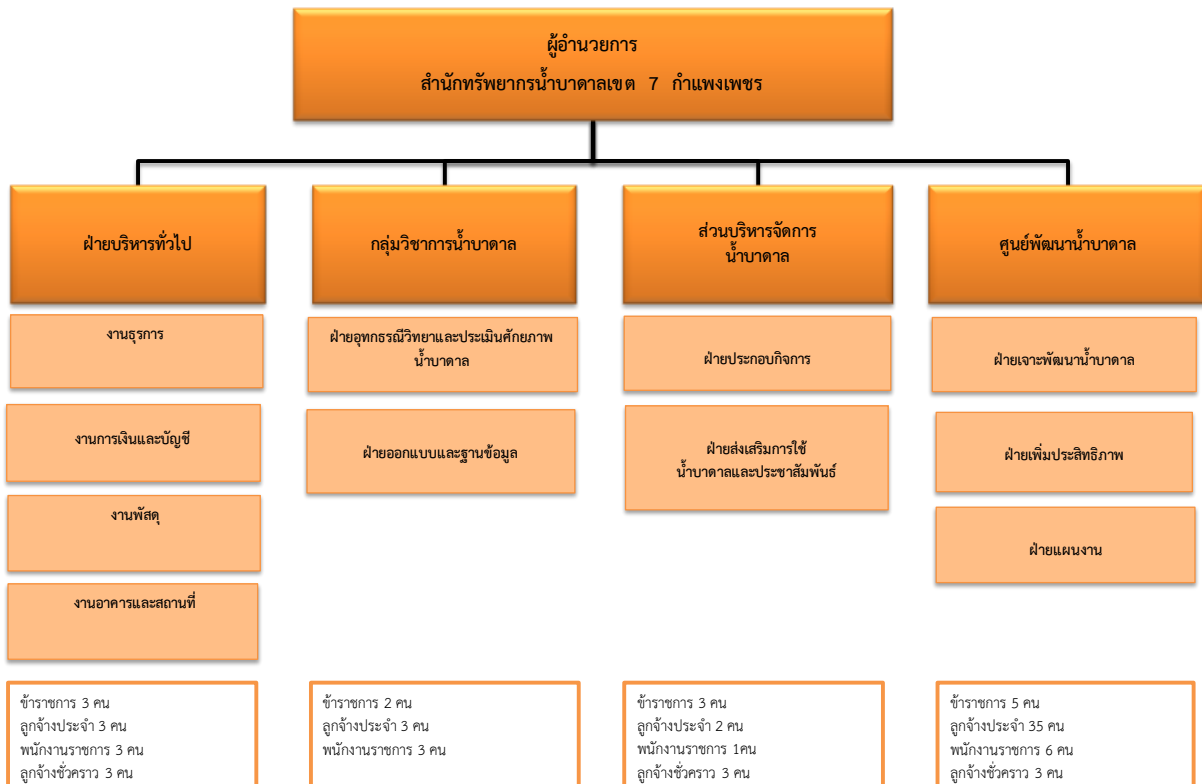 ผู้อำนวยการ
สำนักทรัพยากรน้ำบาดาลเขต 7 กำแพงเพชร
ฝ่ายบริหารทั่วไป
งานธุรการ
งานการเงินและบัญชี
งานพัสดุ
งานอาคารและสถานที่
ข้าราชการ 3 คน
ลูกจ้างประจำ 3 คน
พนักงานราชการ 3 คน
ลูกจ้างชั่วคราว 3 คน
กลุ่มวิชาการน้ำบาดาล
ฝ่ายอุทกธรณีวิทยาและประเมินศักยภาพ
น้ำบาดาล
ฝ่ายออกแบบและฐานข้อมูล
ข้าราชการ 2 คน
ลูกจ้างประจำ 3 คน
พนักงานราชการ 3 คน
ส่วนบริหารจัดการ
น้ำบาดาล
ฝ่ายประกอบกิจการ
ฝ่ายส่งเสริมการใช้
น้ำบาดาลและประชาสัมพันธ์
ข้าราชการ 3 คน
ลูกจ้างประจำ 2 คน
พนักงานราชการ 1คน
ลูกจ้างชั่วคราว 3 คน
ศูนย์พัฒนาน้ำบาดาล
ฝ่ายเจาะพัฒนาน้ำบาดาล
ฝ่ายเพิ่มประสิทธิภาพ
ฝ่ายแผนงาน
ข้าราชการ 5 คน
ลูกจ้างประจำ 35 คน
พนักงานราชการ 6 คน
ลูกจ้างชั่วคราว 3 คน